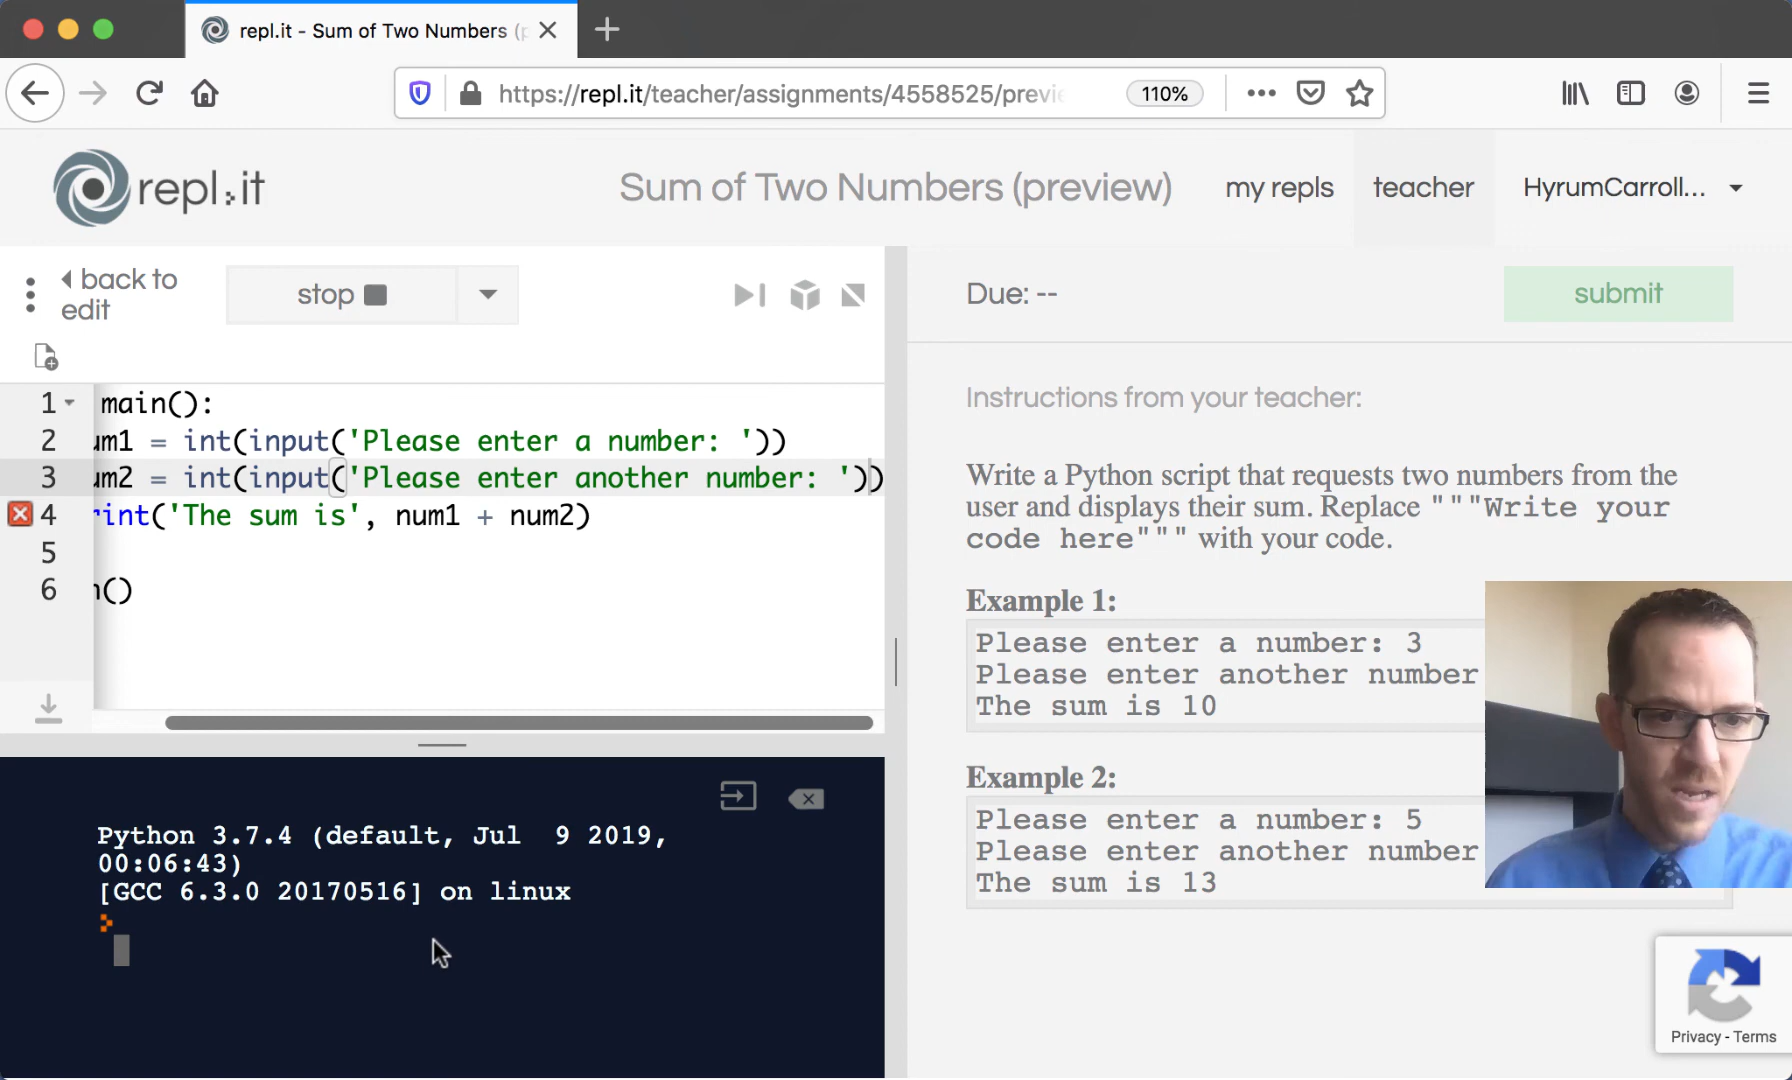 repl.it - Sum of Two Numbers (p
https://repl.it/teacher/assignments/4558525/previe
110%
repl.it
Sum of Two Numbers (preview)
my repls
teacher
HyrumCarroll...
back to
edit
stop
Due: --
submit
1 main():
2 um1 = int(input('Please enter a number: '))
3 um2 = int(input('Please enter another number: '))
4 rint('The sum is', num1 + num2)
5
6 n()
Instructions from your teacher:
Write a Python script that requests two numbers from the
user and displays their sum. Replace """Write your
code here""" with your code.
Example 1:
Please enter a number: 3
Please enter another number
The sum is 10
Example 2:
Please enter a number: 5
Please enter another number
The sum is 13
Python 3.7.4 (default, Jul 9 2019,
00:06:43)
[GCC 6.3.0 20170516] on linux
Privacy - Terms